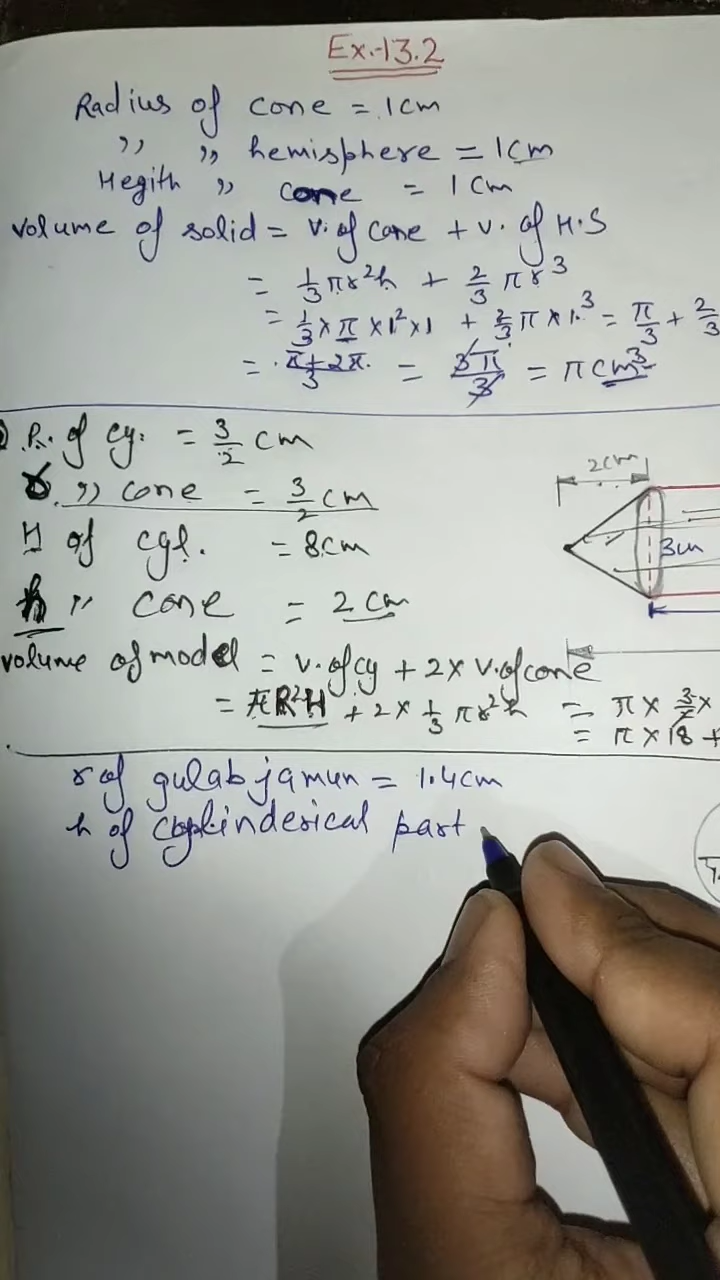 Ex.-13.2
Radius of cone = 1cm
,, ,, hemisphere = 1cm
Hegith ,, cone = 1 cm
volume of solid = v. of cone + v. of H.S
= 1/3 πr²h + 2/3 πr³
= 1/3 × π × 1² × 1 + 2/3 π × 1.³ = π/3 + 2/3
= π + 2π/3 = 3π/3 = π cm³
R. of cy. = 3/2 cm
r. ,, cone = 3/2 cm
H of cyl. = 8cm
h ,, cone = 2 cm
2cm
3cm
volume of model = v. of cy + 2 × v. of cone
= πR²H + 2 × 1/3 πr²h = π × 3/2 ×
= π × 18 +
r of gulab jamun = 1.4cm
h of cylinderical part